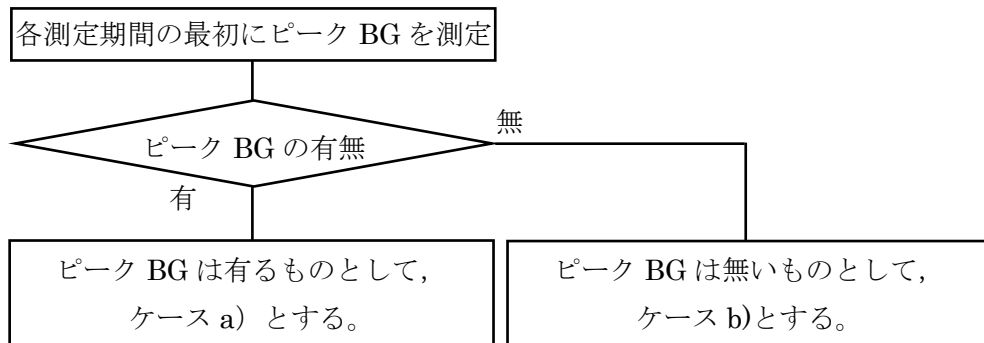 各測定期間の最初にピーク BG を測定
ピーク BG の有無
無
有
ピーク BG は有るものとして，
ケース a）とする。
ピーク BG は無いものとして，
ケース b)とする。